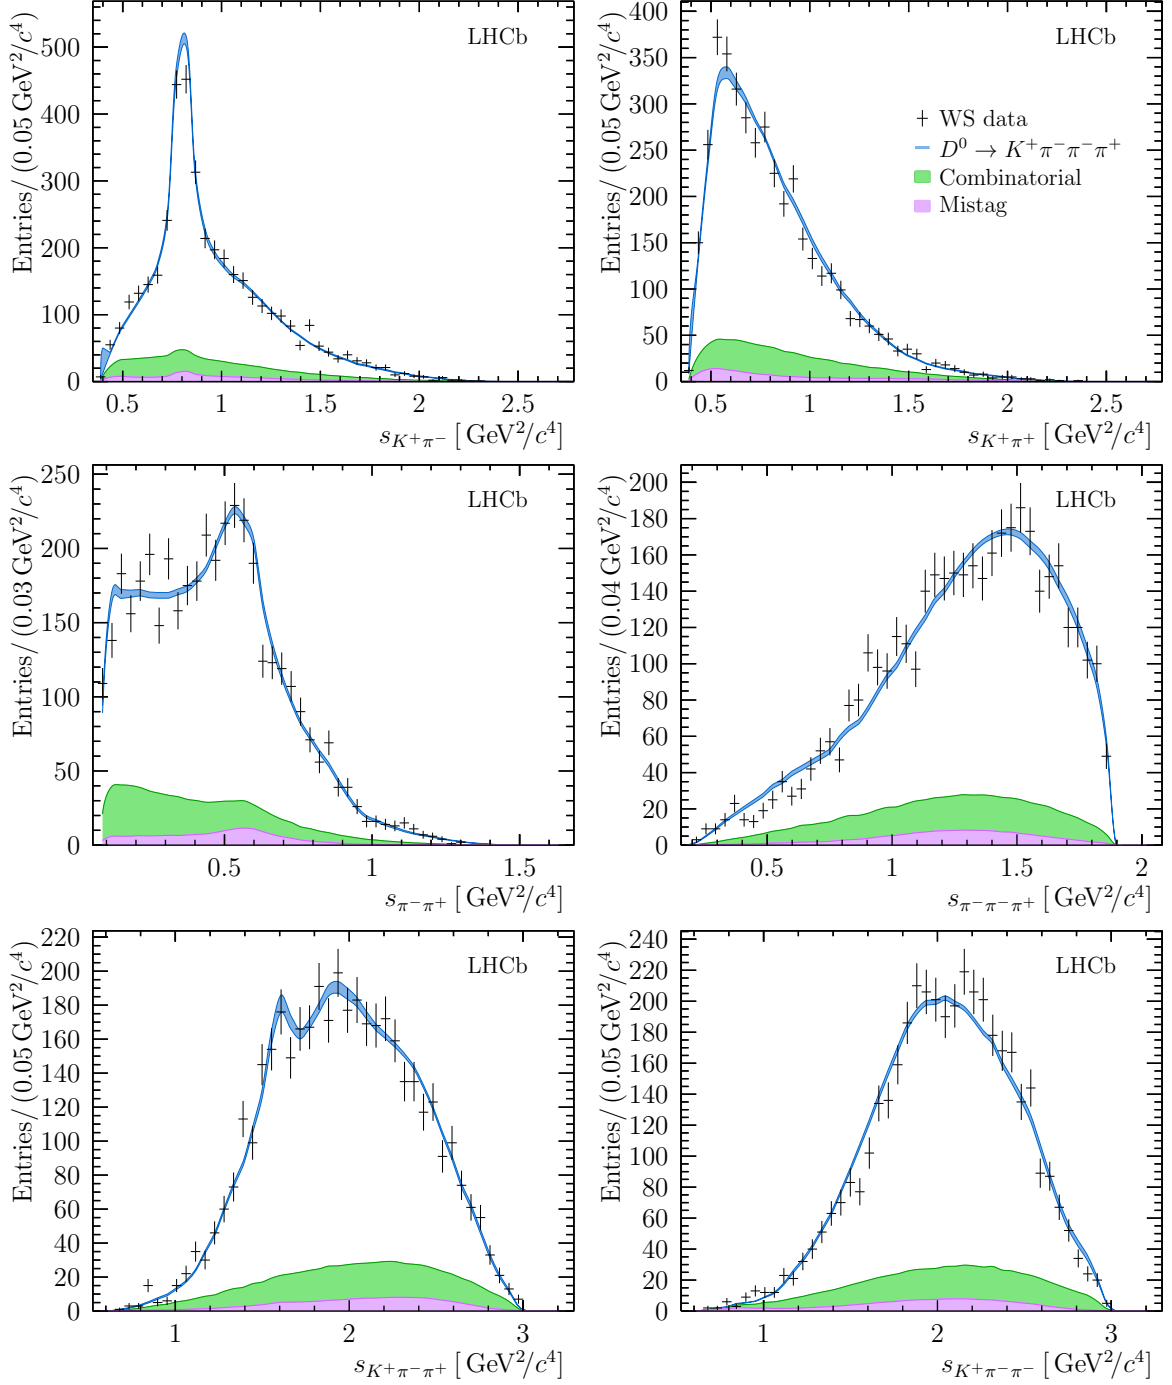 LHCb
Entries/(0.05 GeV²/c⁴)
500
400
300
200
100
0
0.5 1 1.5 2 2.5
s_{K⁺π⁻} [GeV²/c⁴]
LHCb
WS data
D⁰ → K⁺π⁻π⁻π⁺
Combinatorial
Mistag
Entries/(0.05 GeV²/c⁴)
400
350
300
250
200
150
100
50
0
0.5 1 1.5 2 2.5
s_{K⁺π⁺} [GeV²/c⁴]
LHCb
Entries/(0.03 GeV²/c⁴)
250
200
150
100
50
0
0.5 1 1.5
s_{π⁻π⁺} [GeV²/c⁴]
LHCb
Entries/(0.04 GeV²/c⁴)
200
180
160
140
120
100
80
60
40
20
0
0.5 1 1.5 2
s_{π⁻π⁻π⁺} [GeV²/c⁴]
LHCb
Entries/(0.05 GeV²/c⁴)
220
200
180
160
140
120
100
80
60
40
20
0
1 2 3
s_{K⁺π⁻π⁺} [GeV²/c⁴]
LHCb
Entries/(0.05 GeV²/c⁴)
240
220
200
180
160
140
120
100
80
60
40
20
0
1 2 3
s_{K⁺π⁻π⁻} [GeV²/c⁴]